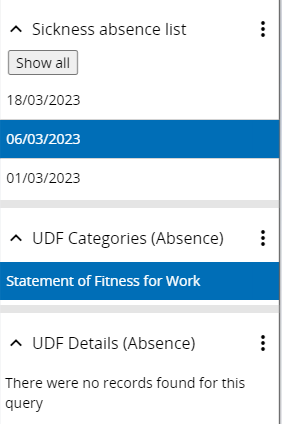 Sickness absence list
Show all
18/03/2023
06/03/2023
01/03/2023
UDF Categories (Absence)
Statement of Fitness for Work
UDF Details (Absence)
There were no records found for this
query